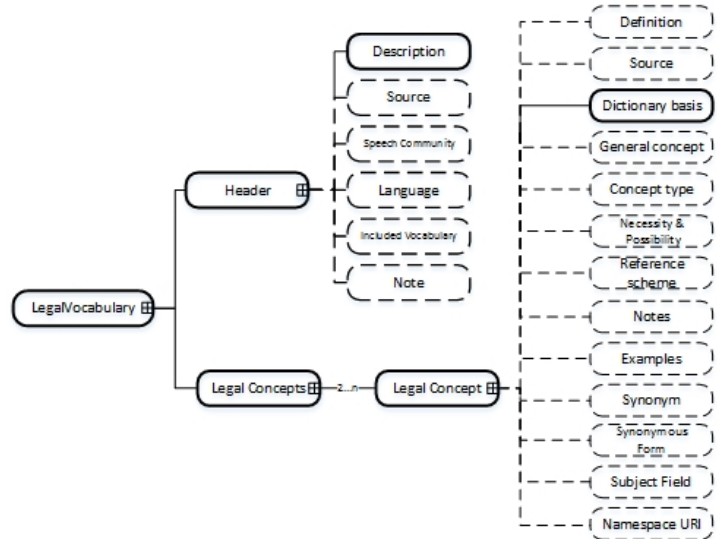 Definition
Source
Dictionary basis
General concept
Concept type
Necessity &
Possibility
Reference
scheme
Notes
Examples
Synonym
Synonymous
Form
Subject Field
Namespace URI
Description
Source
Speech Community
Language
Included Vocabulary
Note
Header
LegalVocabulary
Legal Concepts
2...n
Legal Concept